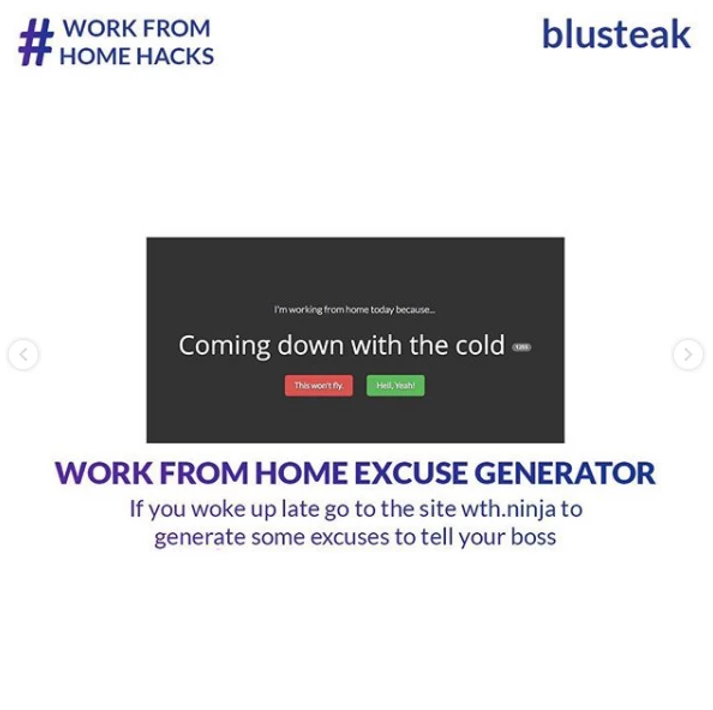 # WORK FROM
HOME HACKS
blusteak
I'm working from home today because...
Coming down with the cold 1255
This won't fly.
Hell, Yeah!
WORK FROM HOME EXCUSE GENERATOR
If you woke up late go to the site wth.ninja to
generate some excuses to tell your boss